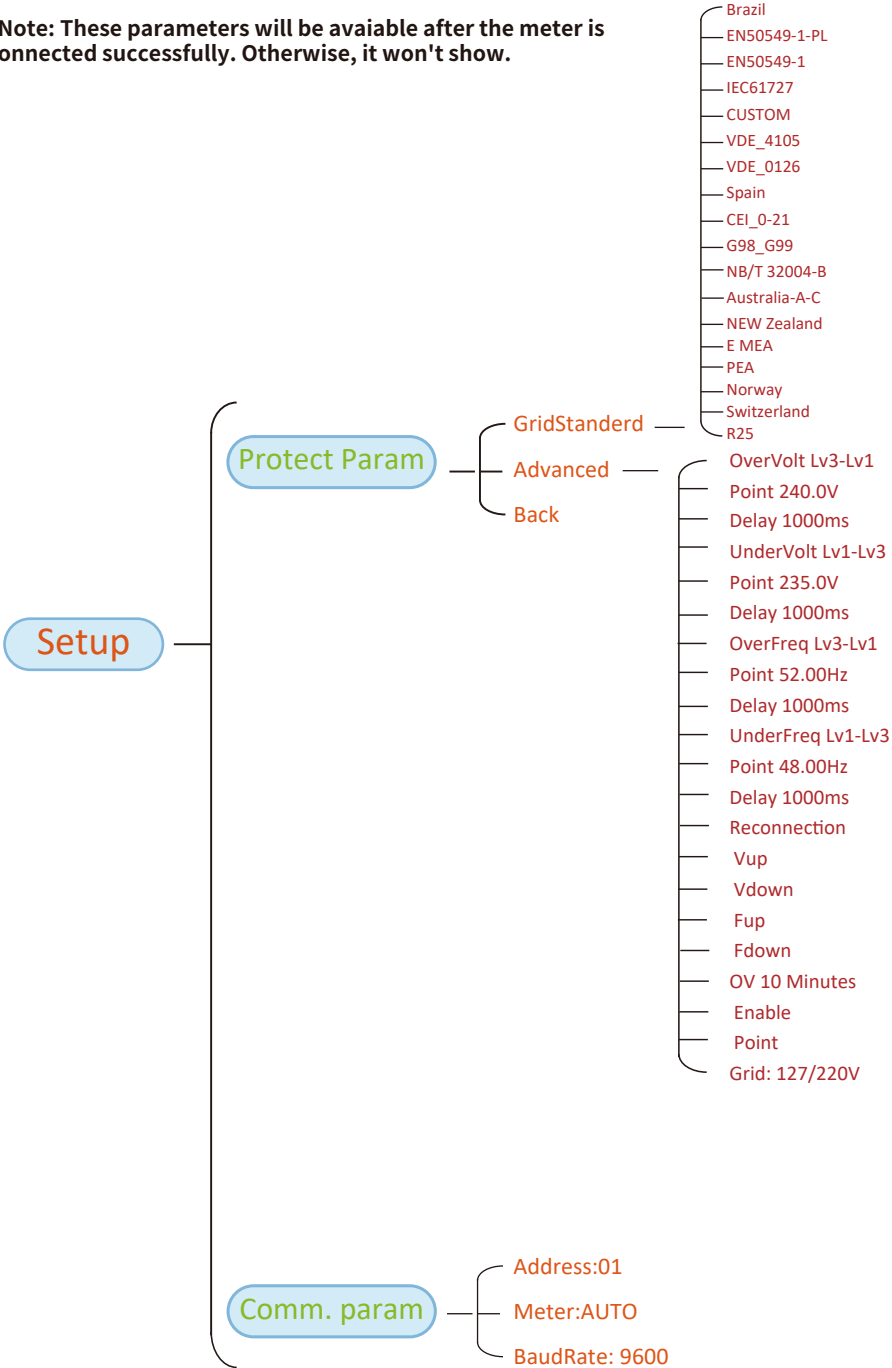 Note: These parameters will be avaiable after the meter is
onnected successfully. Otherwise, it won't show.
Brazil
EN50549-1-PL
EN50549-1
IEC61727
CUSTOM
VDE_4105
VDE_0126
Spain
CEI_0-21
G98_G99
NB/T 32004-B
Australia-A-C
NEW Zealand
E MEA
PEA
Norway
Switzerland
R25
Setup
Protect Param
GridStanderd
Advanced
Back
OverVolt Lv3-Lv1
Point 240.0V
Delay 1000ms
UnderVolt Lv1-Lv3
Point 235.0V
Delay 1000ms
OverFreq Lv3-Lv1
Point 52.00Hz
Delay 1000ms
UnderFreq Lv1-Lv3
Point 48.00Hz
Delay 1000ms
Reconnection
Vup
Vdown
Fup
Fdown
OV 10 Minutes
Enable
Point
Grid: 127/220V
Comm. param
Address:01
Meter:AUTO
BaudRate: 9600